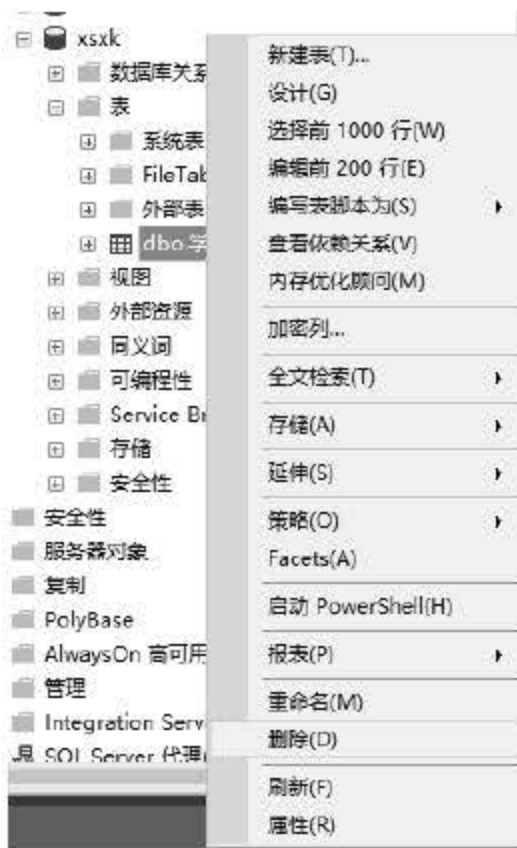 xsxk
数据库关系
表
系统表
FileTab
外部表
dbo.学
视图
外部资源
同义词
可编程性
Service Br
存储
安全性
安全性
服务器对象
复制
PolyBase
AlwaysOn 高可用
管理
Integration Serv
SQL Server 代理(
新建表(T)...
设计(G)
选择前 1000 行(W)
编辑前 200 行(E)
编写表脚本为(S)
查看依赖关系(V)
内存优化顾问(M)
加密列...
全文检索(T)
存储(A)
延伸(S)
策略(O)
Facets(A)
启动 PowerShell(H)
报表(P)
重命名(M)
删除(D)
刷新(F)
属性(R)